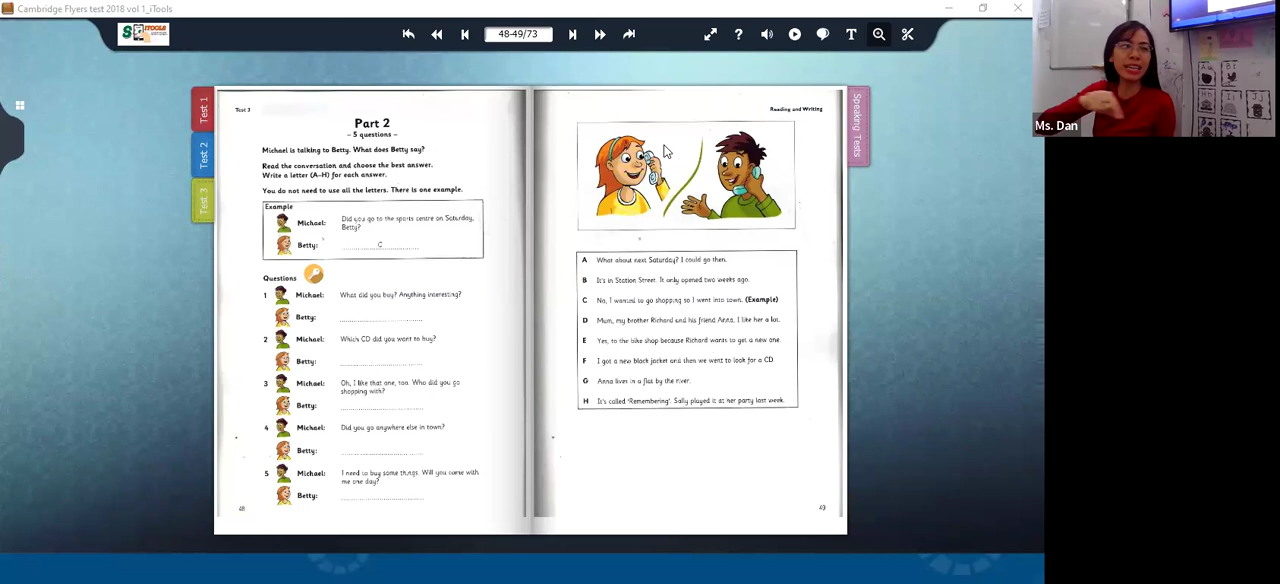 Cambridge Flyers test 2018 vol 1_iTools
iTOOLS
48-49/73
T
Ms. Dan
Test 1
Test 2
Test 3
Speaking Tests
Test 3
Part 2
– 5 questions –
Michael is talking to Betty. What does Betty say?
Read the conversation and choose the best answer.
Write a letter (A–H) for each answer.
You do not need to use all the letters. There is one example.
Example
Michael: Did you go to the sports centre on Saturday,
Betty?
Betty: C
Questions
1 Michael: What did you buy? Anything interesting?
Betty:
2 Michael: Which CD did you want to buy?
Betty:
3 Michael: Oh, I like that one, too. Who did you go
shopping with?
Betty:
4 Michael: Did you go anywhere else in town?
Betty:
5 Michael: I need to buy some things. Will you come with
me one day?
Betty:
48
Reading and Writing
A What about next Saturday? I could go then.
B It's in Station Street. It only opened two weeks ago.
C No, I wanted to go shopping so I went into town. (Example)
D Mum, my brother Richard and his friend Anna. I like her a lot.
E Yes, to the bike shop because Richard wants to get a new one.
F I got a new black jacket and then we went to look for a CD.
G Anna lives in a flat by the river.
H It's called 'Remembering'. Sally played it at her party last week.
49